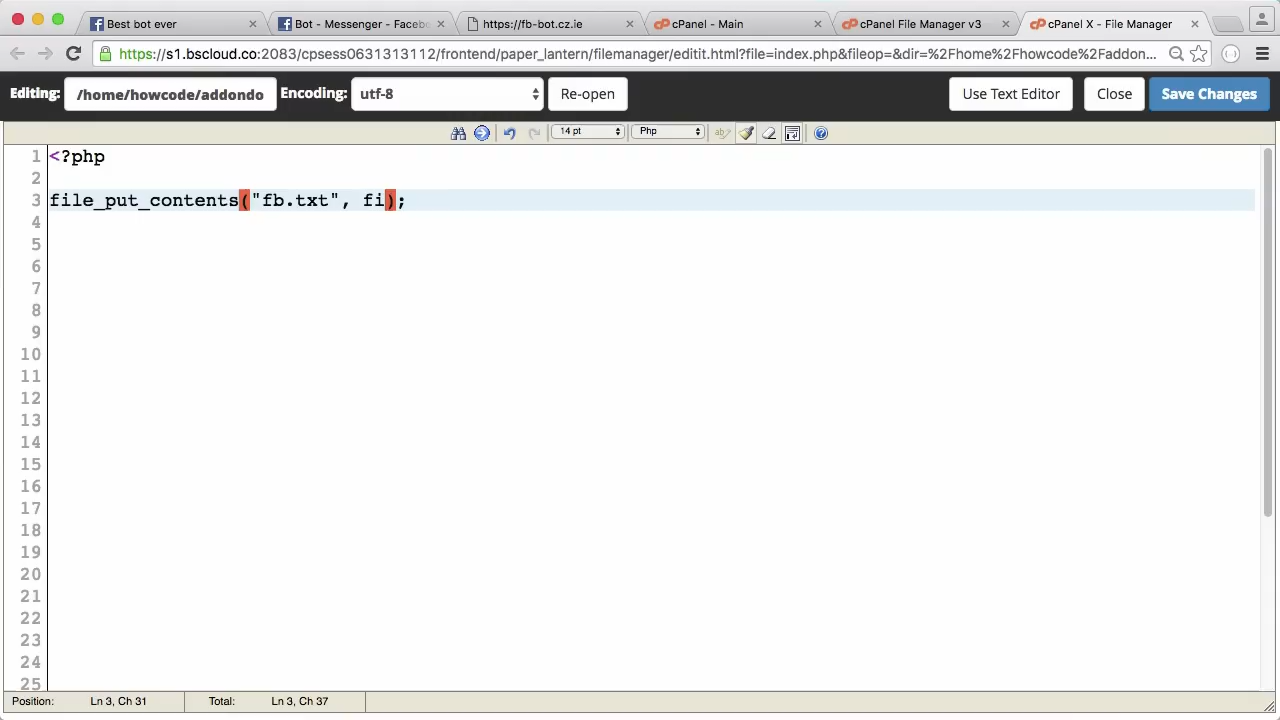 Best bot ever
Bot - Messenger - Facebo
https://fb-bot.cz.ie
cPanel - Main
cPanel File Manager v3
cPanel X - File Manager
https://s1.bscloud.co:2083/cpsess0631313112/frontend/paper_lantern/filemanager/editit.html?file=index.php&fileop=&dir=%2Fhome%2Fhowcode%2Faddon...
Editing: /home/howcode/addondo Encoding: utf-8 Re-open Use Text Editor Close Save Changes
14 pt Php
1 <?php
2
3 file_put_contents("fb.txt", fi);
4
5
6
7
8
9
10
11
12
13
14
15
16
17
18
19
20
21
22
23
24
25
Position: Ln 3, Ch 31 Total: Ln 3, Ch 37